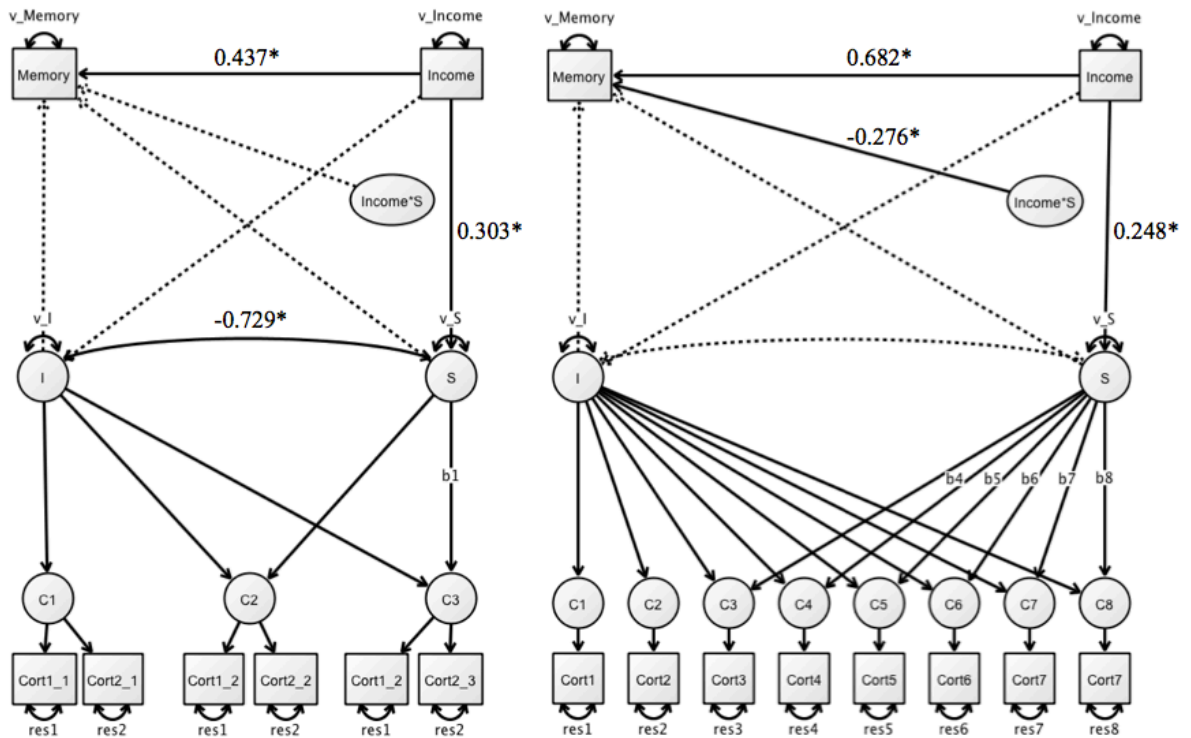 v_Memory
v_Income
0.437*
Memory
Income
Income*S
0.303*
-0.729*
v_I
v_S
I
S
b1
C1
C2
C3
Cort1_1
Cort2_1
Cort1_2
Cort2_2
Cort1_2
Cort2_3
res1
res2
res1
res2
res1
res2
v_Memory
v_Income
0.682*
Memory
Income
-0.276*
Income*S
0.248*
v_I
v_S
I
S
b4
b5
b6
b7
b8
C1
C2
C3
C4
C5
C6
C7
C8
Cort1
Cort2
Cort3
Cort4
Cort5
Cort6
Cort7
Cort7
res1
res2
res3
res4
res5
res6
res7
res8